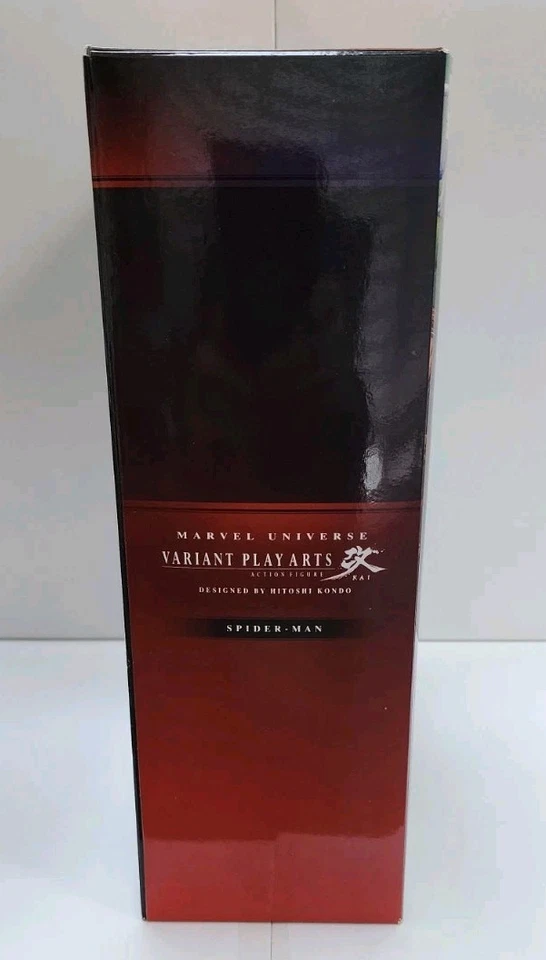 MARVEL UNIVERSE
VARIANT PLAY ARTS 改
ACTION FIGURE KAI
DESIGNED BY HITOSHI KONDO
SPIDER-MAN